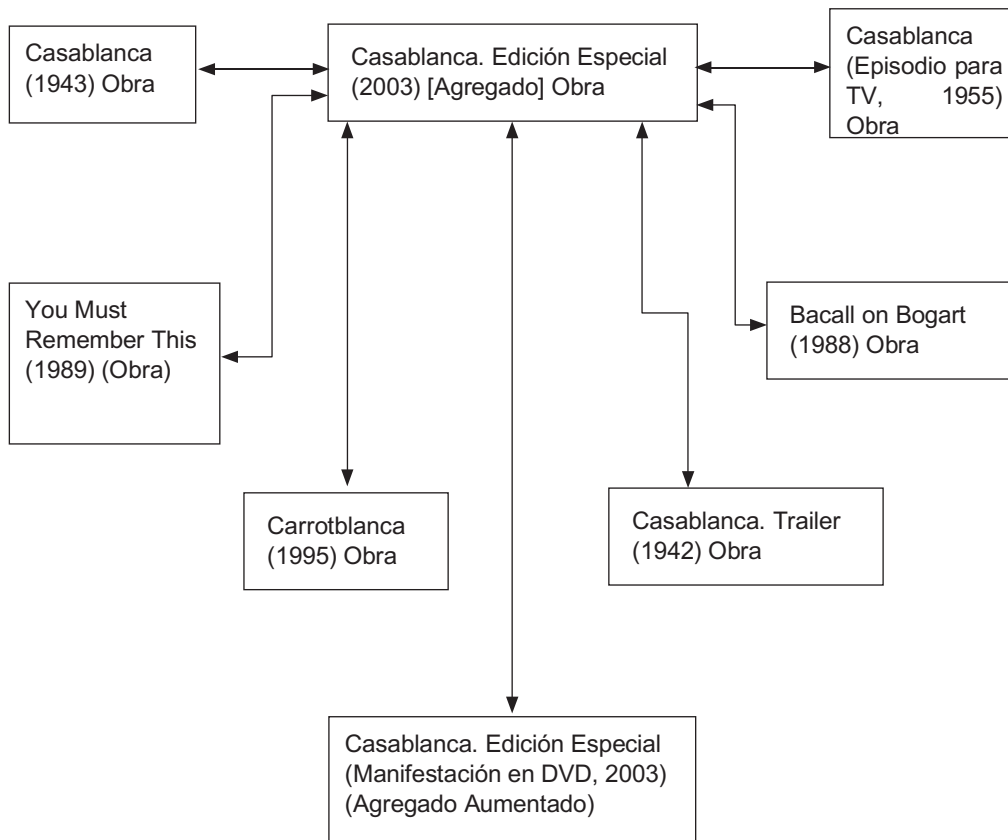 Casablanca
(1943) Obra
Casablanca. Edición Especial
(2003) [Agregado] Obra
Casablanca
(Episodio para
TV, 1955)
Obra
You Must
Remember This
(1989) (Obra)
Bacall on Bogart
(1988) Obra
Carrotblanca
(1995) Obra
Casablanca. Trailer
(1942) Obra
Casablanca. Edición Especial
(Manifestación en DVD, 2003)
(Agregado Aumentado)